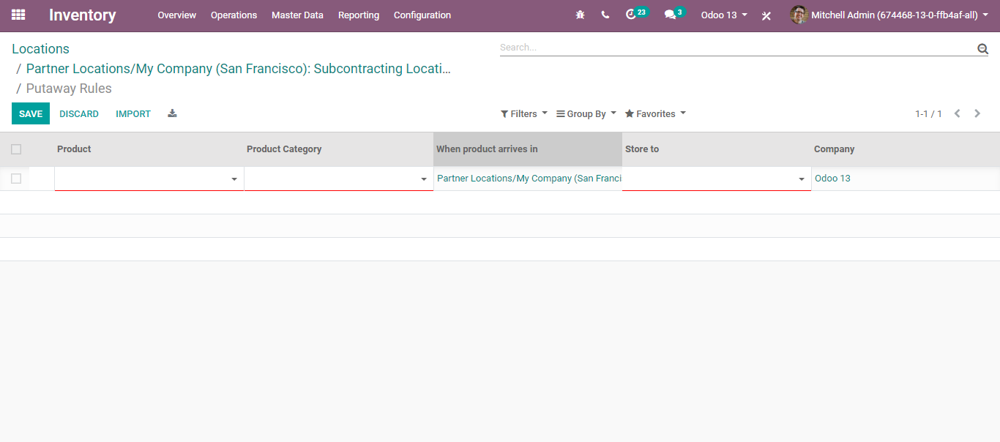 Inventory Overview Operations Master Data Reporting Configuration 23 3 Odoo 13 Mitchell Admin (674468-13-0-ffb4af-all)
Locations
Search...
/ Partner Locations/My Company (San Francisco): Subcontracting Locati...
/ Putaway Rules
SAVE DISCARD IMPORT Filters Group By Favorites 1-1 / 1
Product Product Category When product arrives in Store to Company
Partner Locations/My Company (San Franci Odoo 13